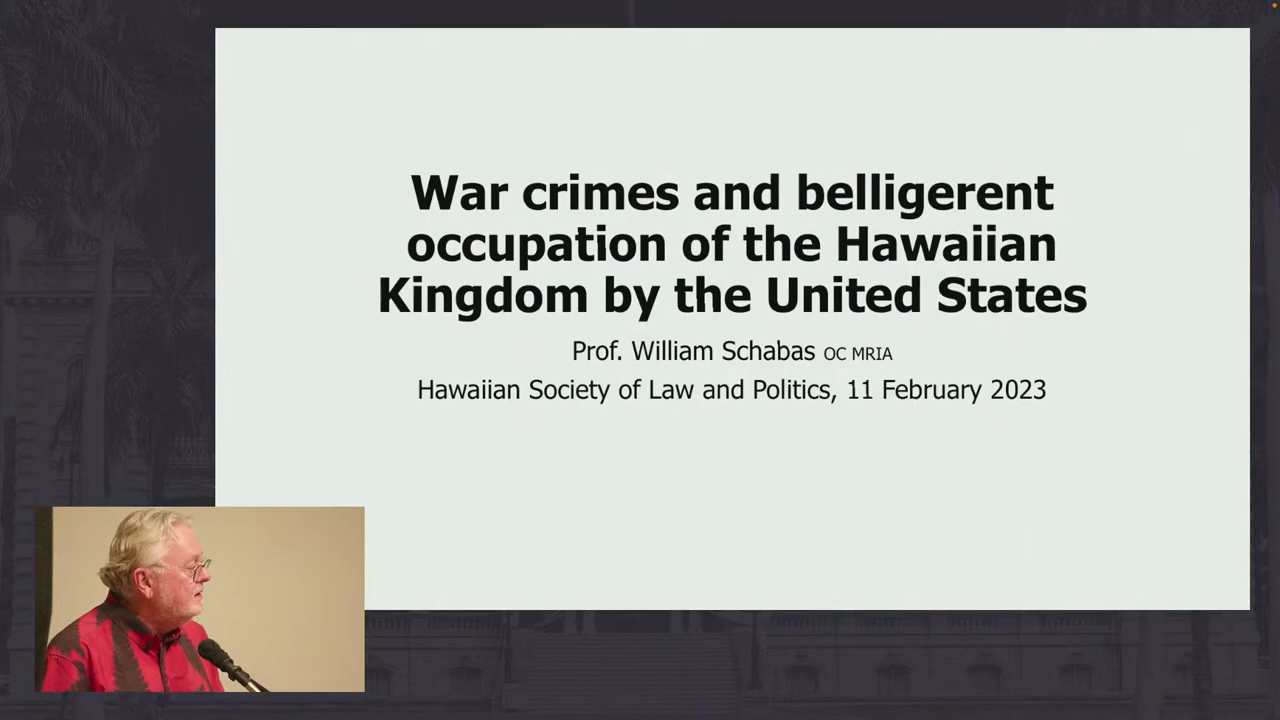 War crimes and belligerent
occupation of the Hawaiian
Kingdom by the United States
Prof. William Schabas OC MRIA
Hawaiian Society of Law and Politics, 11 February 2023